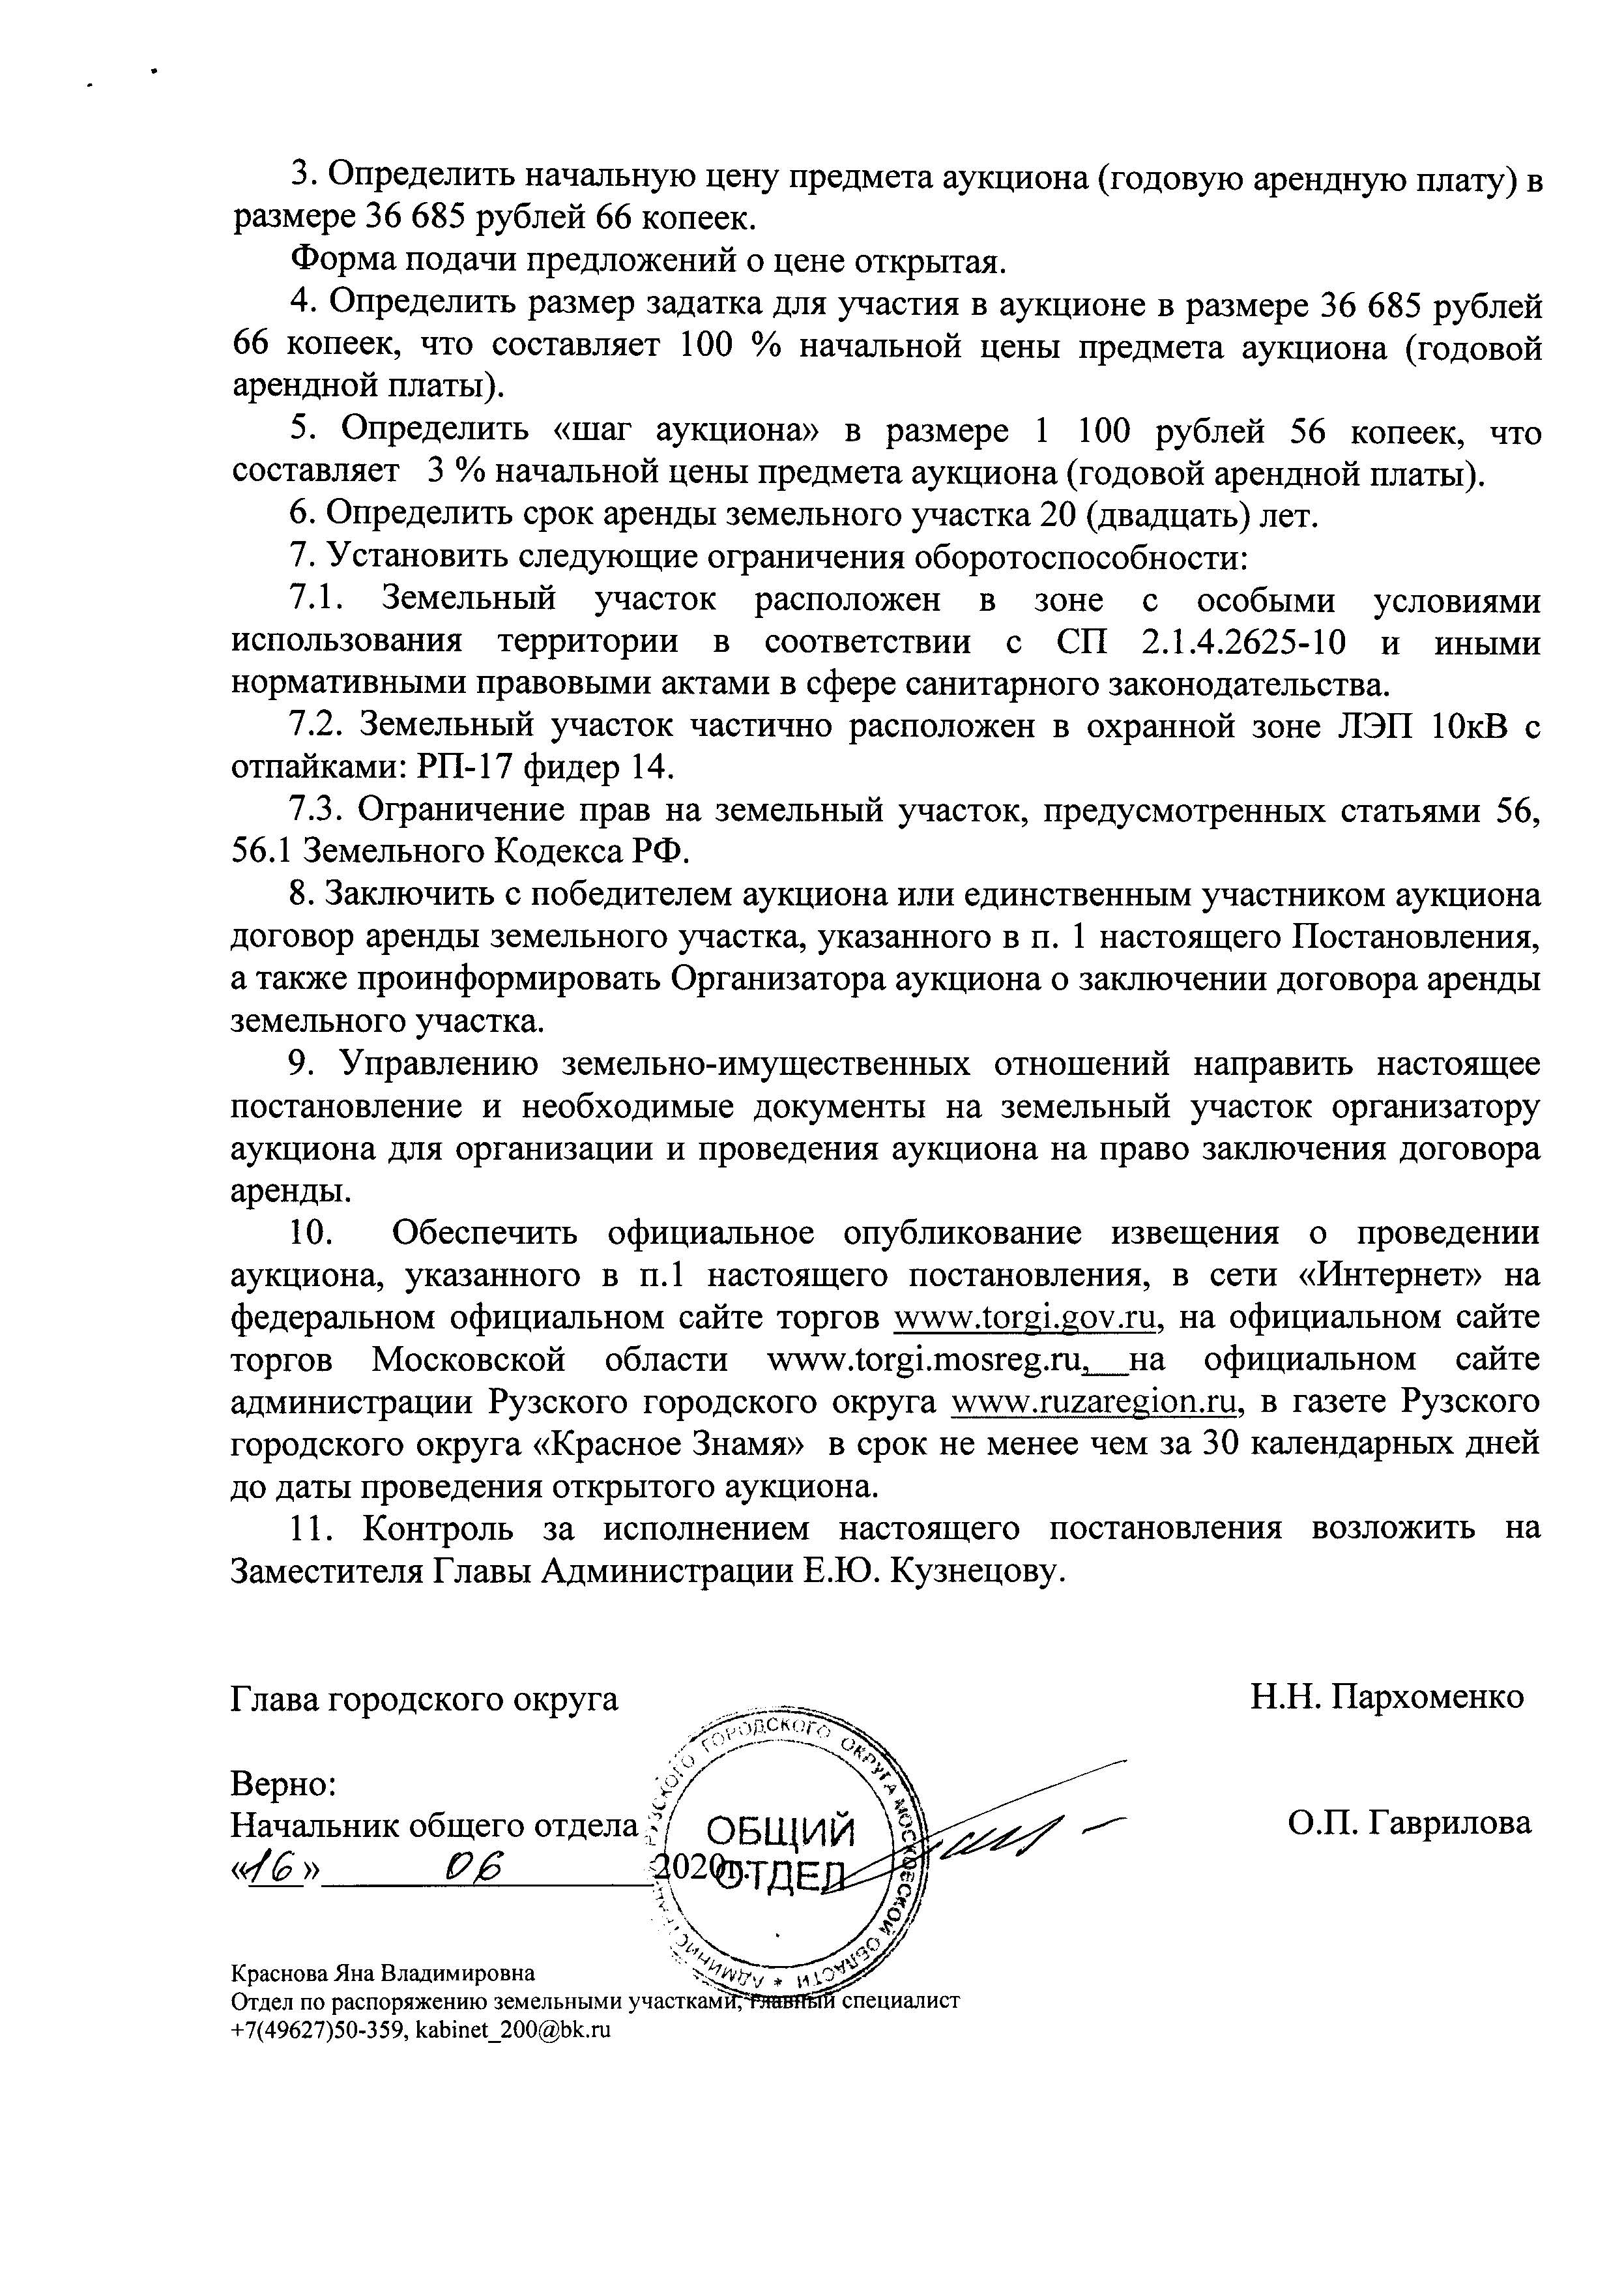 3. Определить начальную цену предмета аукциона (годовую арендную плату) в
размере 36 685 рублей 66 копеек.
Форма подачи предложений о цене открытая.
4. Определить размер задатка для участия в аукционе в размере 36 685 рублей
66 копеек, что составляет 100 % начальной цены предмета аукциона (годовой
арендной платы).
5. Определить «шаг аукциона» в размере 1 100 рублей 56 копеек, что
составляет 3 % начальной цены предмета аукциона (годовой арендной платы).
6. Определить срок аренды земельного участка 20 (двадцать) лет.
7. Установить следующие ограничения оборотоспособности:
7.1. Земельный участок расположен в зоне с особыми условиями
использования территории в соответствии с СП 2.1.4.2625-10 и иными
нормативными правовыми актами в сфере санитарного законодательства.
7.2. Земельный участок частично расположен в охранной зоне ЛЭП 10кВ с
отпайками: РП-17 фидер 14.
7.3. Ограничение прав на земельный участок, предусмотренных статьями 56,
56.1 Земельного Кодекса РФ.
8. Заключить с победителем аукциона или единственным участником аукциона
договор аренды земельного участка, указанного в п. 1 настоящего Постановления,
а также проинформировать Организатора аукциона о заключении договора аренды
земельного участка.
9. Управлению земельно-имущественных отношений направить настоящее
постановление и необходимые документы на земельный участок организатору
аукциона для организации и проведения аукциона на право заключения договора
аренды.
10. Обеспечить официальное опубликование извещения о проведении
аукциона, указанного в п.1 настоящего постановления, в сети «Интернет» на
федеральном официальном сайте торгов www.torgi.gov.ru, на официальном сайте
торгов Московской области www.torgi.mosreg.ru, на официальном сайте
администрации Рузского городского округа www.ruzaregion.ru, в газете Рузского
городского округа «Красное Знамя» в срок не менее чем за 30 календарных дней
до даты проведения открытого аукциона.
11. Контроль за исполнением настоящего постановления возложить на
Заместителя Главы Администрации Е.Ю. Кузнецову.
Глава городского округа Н.Н. Пархоменко
Верно:
Начальник общего отдела О.П. Гаврилова
«16» 06 2020г.
ОБЩИЙ
ОТДЕЛ
РУЗСКОГО ГОРОДСКОГО ОКРУГА МОСКОВСКОЙ ОБЛАСТИ *
Краснова Яна Владимировна
Отдел по распоряжению земельными участками, главный специалист
+7(49627)50-359, kabinet_200@bk.ru